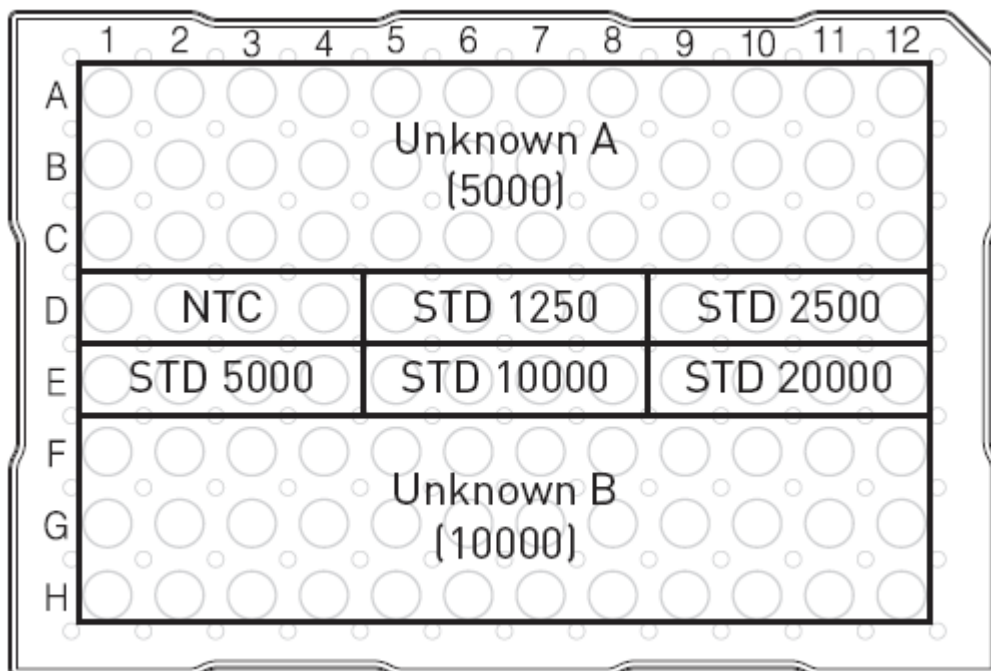 1 2 3 4 5 6 7 8 9 10 11 12
A
Unknown A
B
(5000)
C
D NTC STD 1250 STD 2500
E STD 5000 STD 10000 STD 20000
F
Unknown B
G
(10000)
H